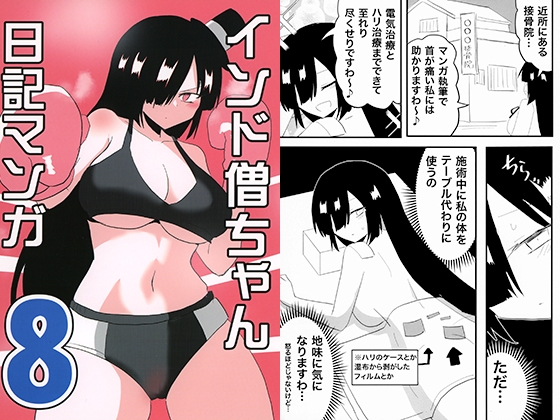 インド僧ちゃん
日記マンガ
8
近所にある
接骨院…
○○○接骨院
マンガ執筆で
首が痛い私には
助かりますわ〜♪
電気治療と
ハリ治療までできて
至れり
尽くせりですわ〜♪
ちら…
ただ…
施術中に私の体を
テーブル代わりに
使うの
※ハリのケースとか
湿布から剥がした
フィルムとか
地味に気に
なりますわ…
怒るほどじゃないけど…